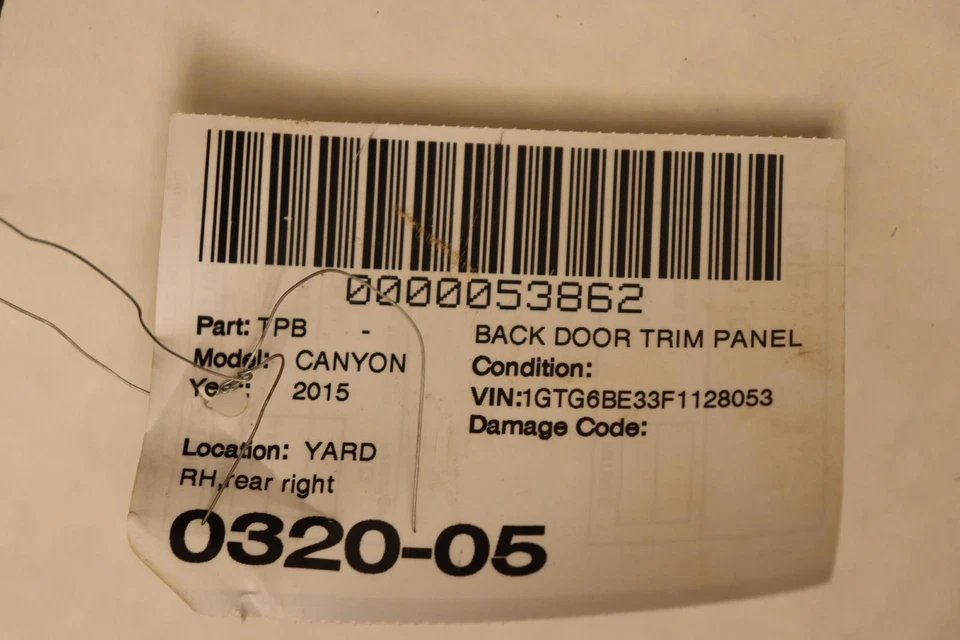 0000053862
Part: TPB - BACK DOOR TRIM PANEL
Model: CANYON Condition:
Year: 2015 VIN:1GTG6BE33F1128053
Damage Code:
Location: YARD
RH,rear right
0320-05